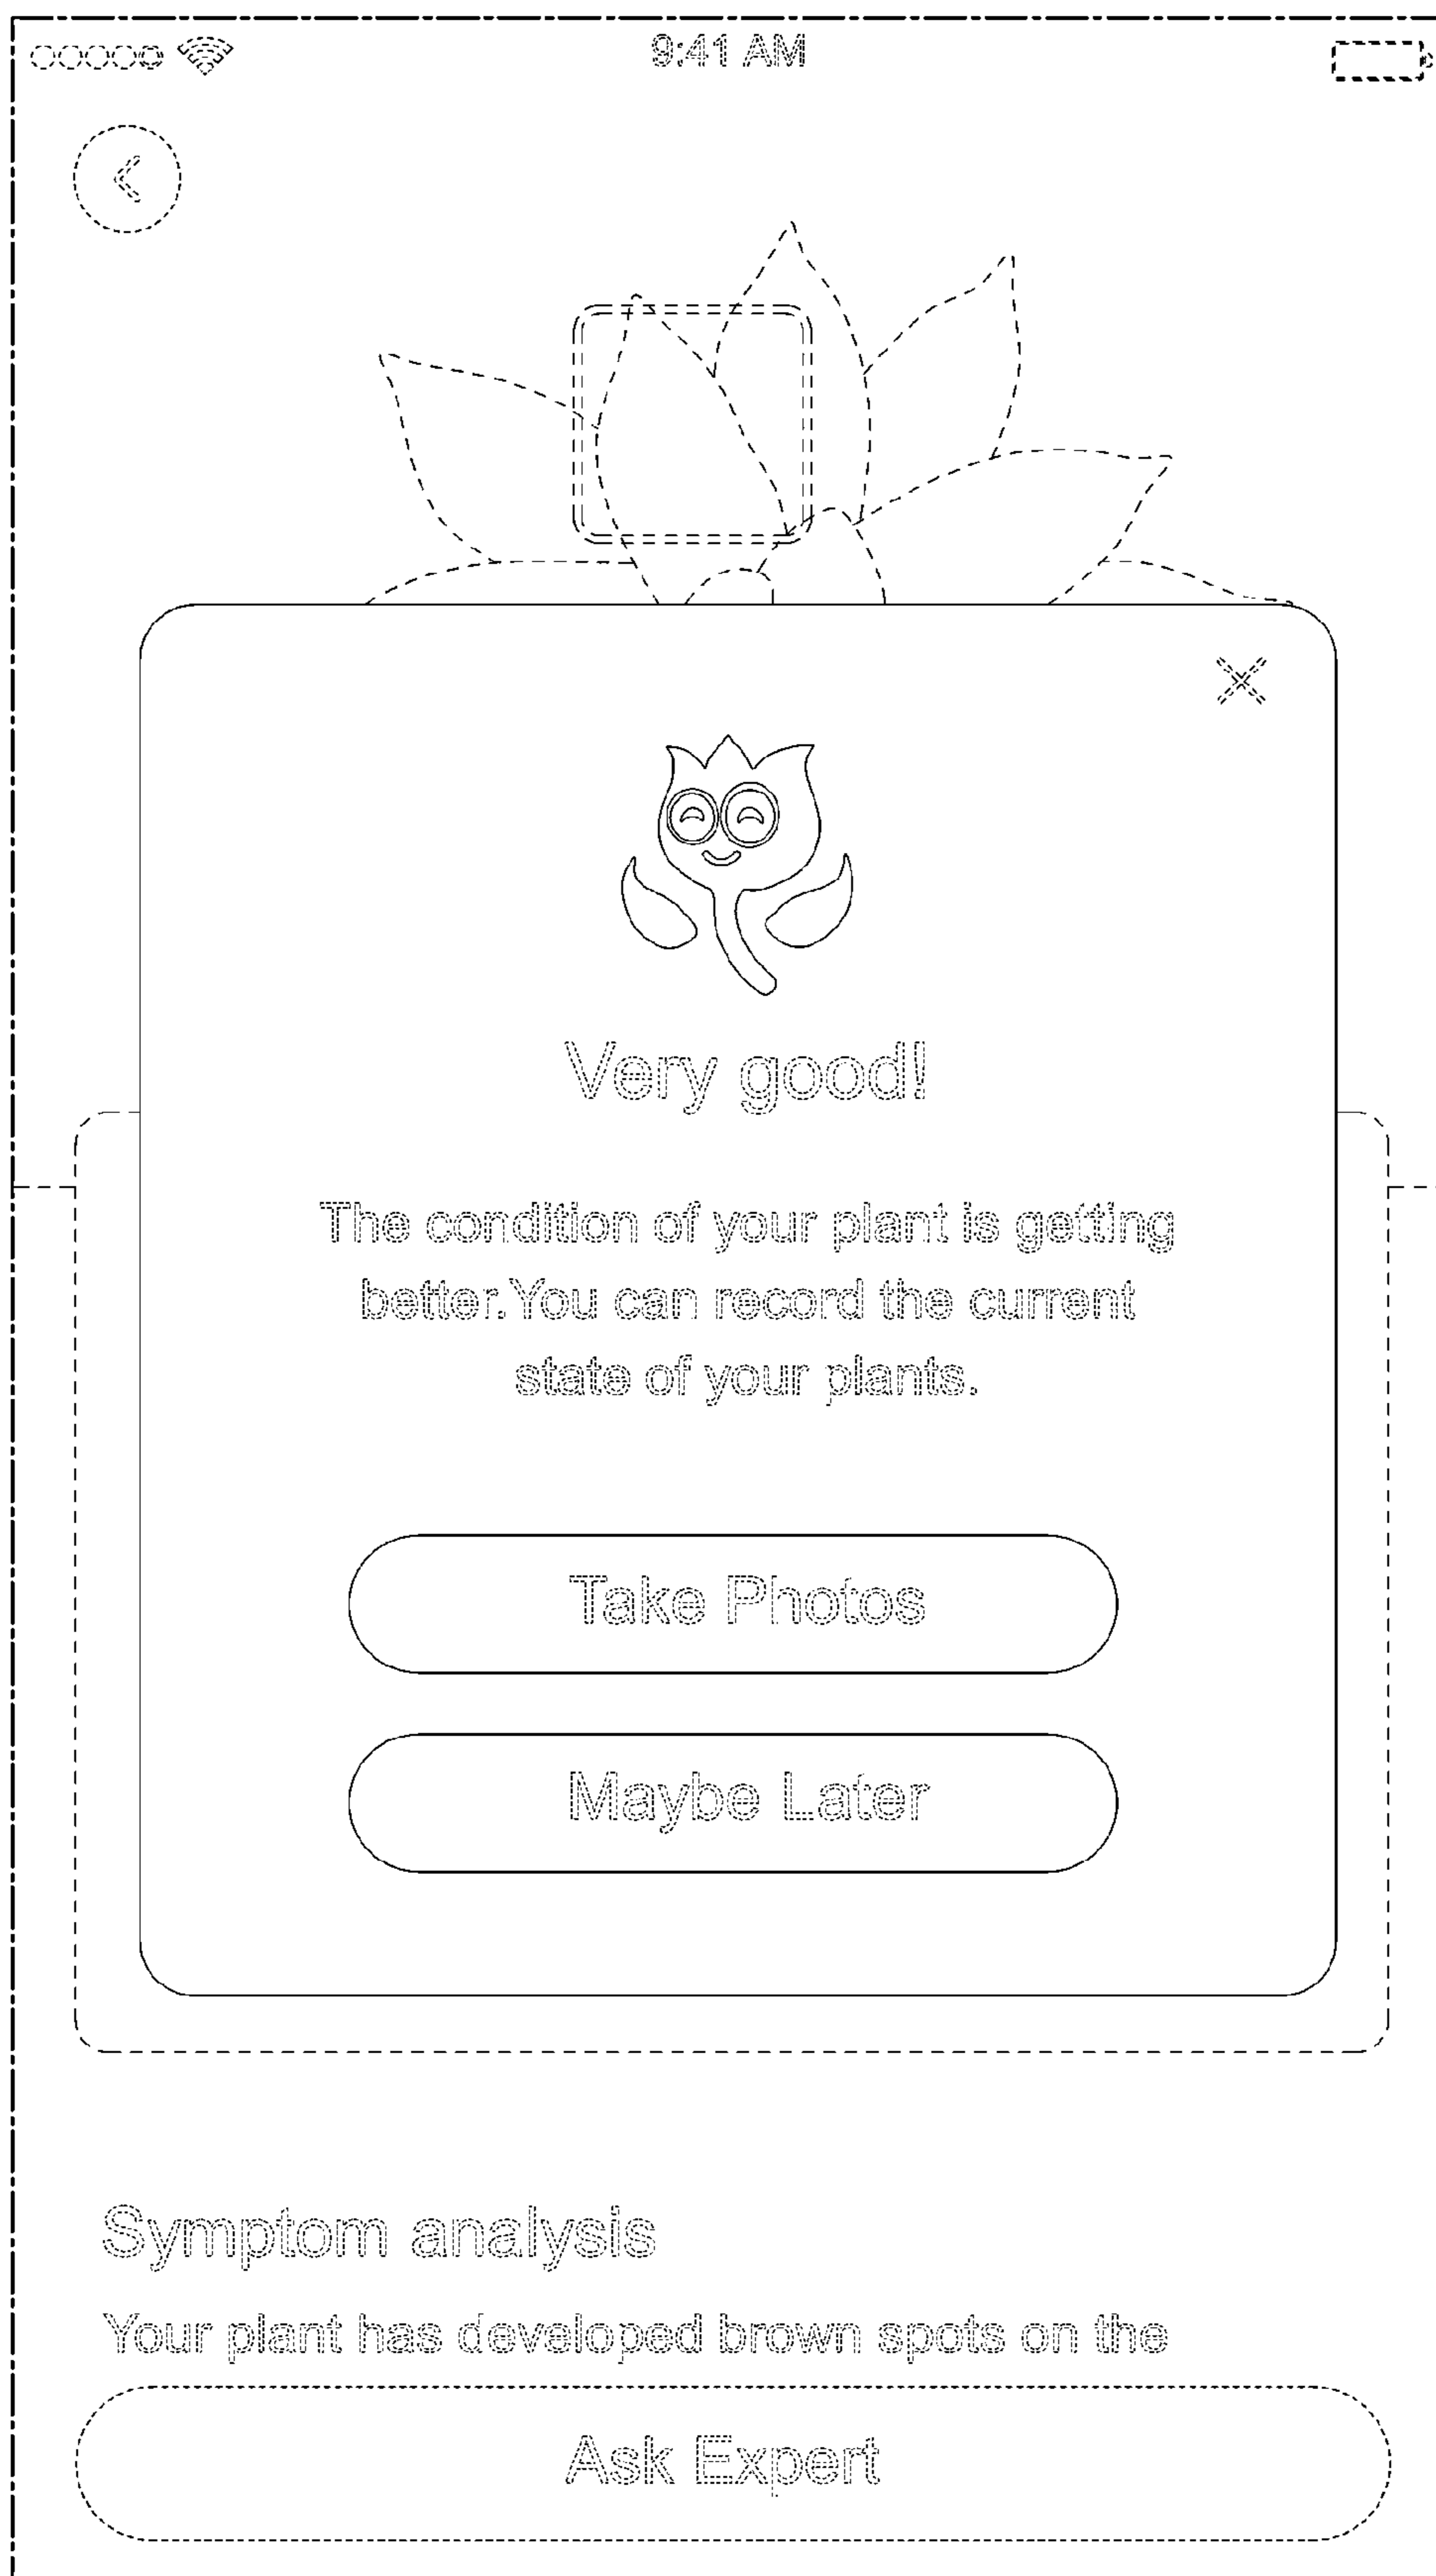 9:41 AM
Very good!
The condition of your plant is getting
better.You can record the current
state of your plants.
Take Photos
Maybe Later
Symptom analysis
Your plant has developed brown spots on the
Ask Expert